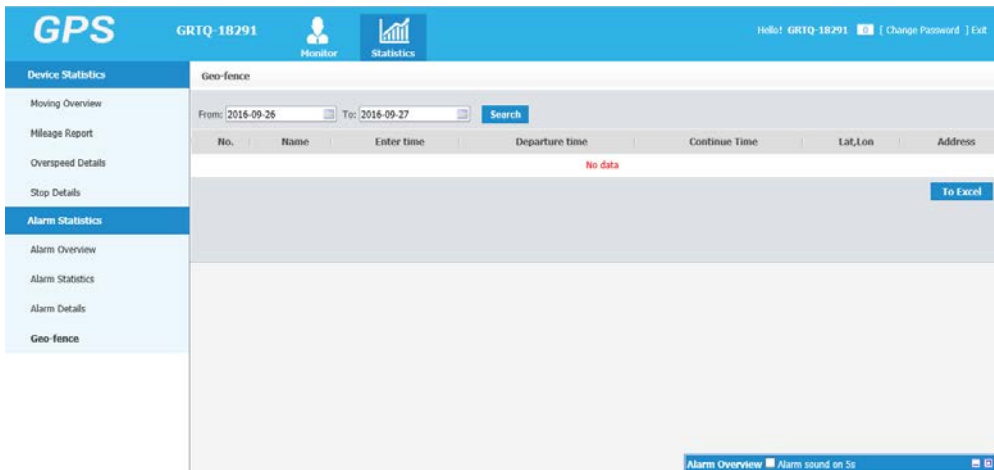 GPS
GRTQ-18291
Monitor
Statistics
Hello! GRTQ-18291 0 [ Change Password ] Exit
Device Statistics
Moving Overview
Mileage Report
Overspeed Details
Stop Details
Alarm Statistics
Alarm Overview
Alarm Statistics
Alarm Details
Geo-fence
Geo-fence
From: 2016-09-26 To: 2016-09-27 Search
No. Name Enter time Departure time Continue Time Lat,Lon Address
No data
To Excel
Alarm Overview Alarm sound on 5s